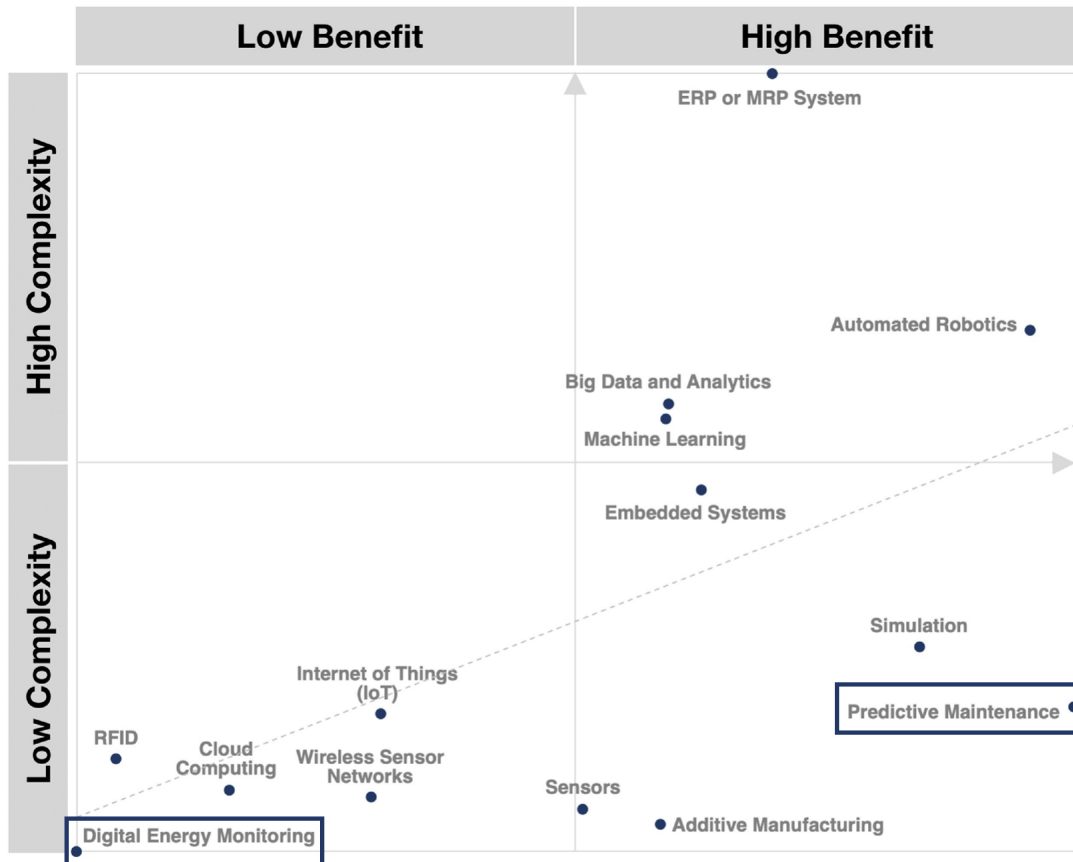 Low Benefit
High Benefit
High Complexity
ERP or MRP System
Automated Robotics
Big Data and Analytics
Machine Learning
Low Complexity
Embedded Systems
Simulation
Internet of Things
(IoT)
Predictive Maintenance
RFID
Cloud
Computing
Wireless Sensor
Networks
Sensors
Additive Manufacturing
Digital Energy Monitoring